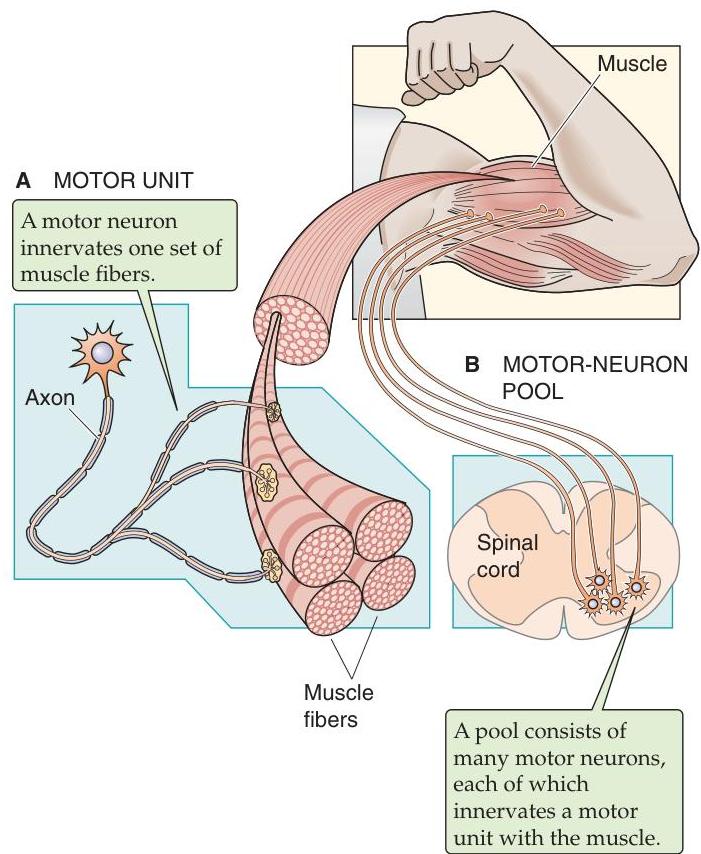 Muscle
A MOTOR UNIT
A motor neuron
innervates one set of
muscle fibers.
Axon
B MOTOR-NEURON
POOL
Spinal
cord
Muscle
fibers
A pool consists of
many motor neurons,
each of which
innervates a motor
unit with the muscle.